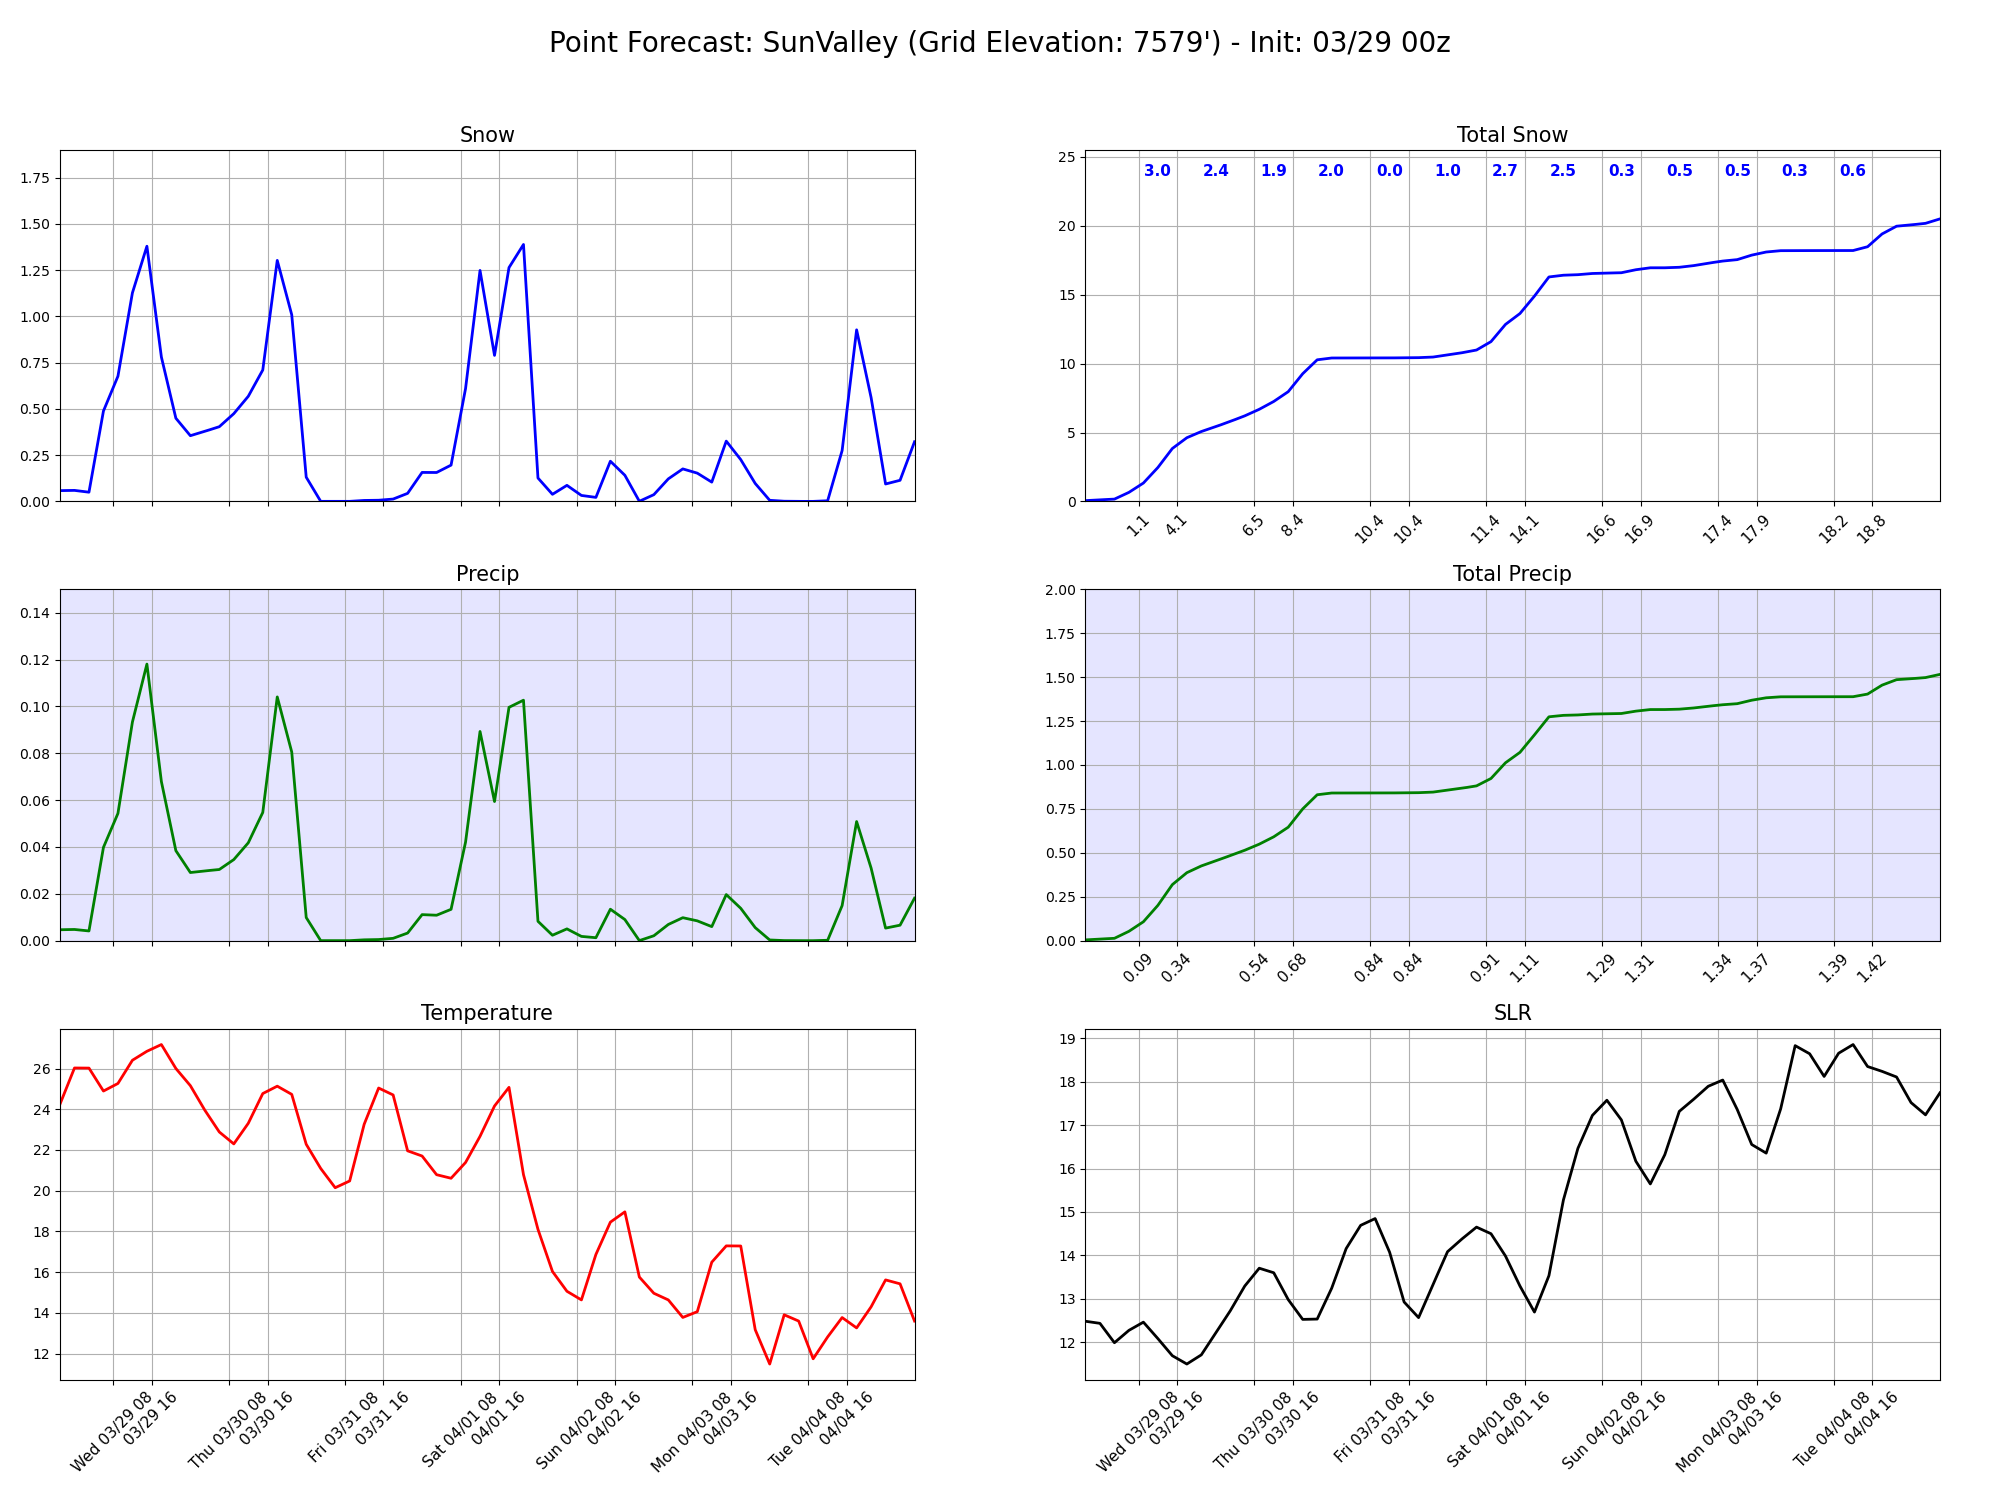 Point Forecast: SunValley (Grid Elevation: 7579') - Init: 03/29 00z
Snow
1.75
1.50
1.25
1.00
0.75
0.50
0.25
0.00
Total Snow
25
20
15
10
5
0
3.0 2.4 1.9 2.0 0.0 1.0 2.7 2.5 0.3 0.5 0.5 0.3 0.6
1.1 4.1 6.5 8.4 10.4 10.4 11.4 14.1 16.6 16.9 17.4 17.9 18.2 18.8
Precip
0.14
0.12
0.10
0.08
0.06
0.04
0.02
0.00
Total Precip
2.00
1.75
1.50
1.25
1.00
0.75
0.50
0.25
0.00
0.09 0.34 0.54 0.68 0.84 0.84 0.91 1.11 1.29 1.31 1.34 1.37 1.39 1.42
Temperature
26
24
22
20
18
16
14
12
Wed 03/29 08
03/29 16
Thu 03/30 08
03/30 16
Fri 03/31 08
03/31 16
Sat 04/01 08
04/01 16
Sun 04/02 08
04/02 16
Mon 04/03 08
04/03 16
Tue 04/04 08
04/04 16
SLR
19
18
17
16
15
14
13
12
Wed 03/29 08
03/29 16
Thu 03/30 08
03/30 16
Fri 03/31 08
03/31 16
Sat 04/01 08
04/01 16
Sun 04/02 08
04/02 16
Mon 04/03 08
04/03 16
Tue 04/04 08
04/04 16